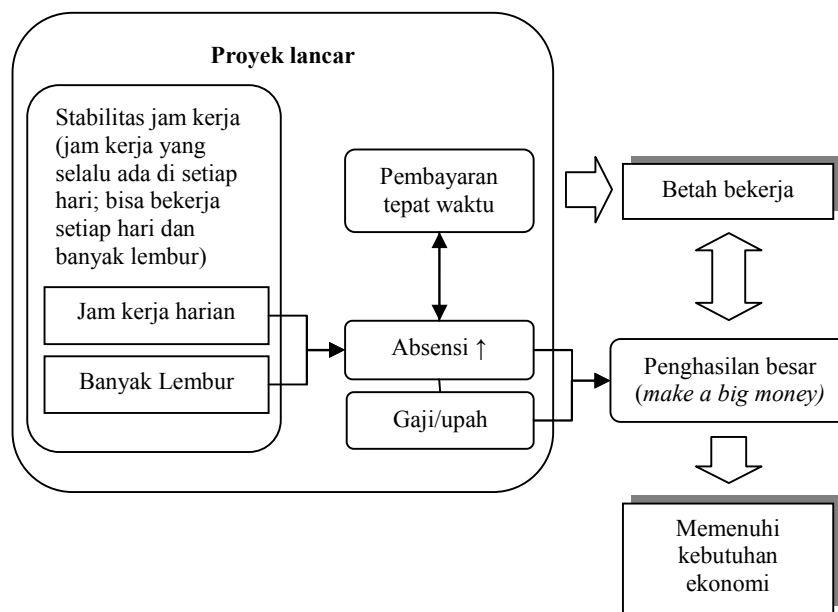 Proyek lancar
Stabilitas jam kerja
(jam kerja yang
selalu ada di setiap
hari; bisa bekerja
setiap hari dan
banyak lembur)
Jam kerja harian
Banyak Lembur
Pembayaran
tepat waktu
Absensi ↑
Gaji/upah
Betah bekerja
Penghasilan besar
(make a big money)
Memenuhi
kebutuhan
ekonomi